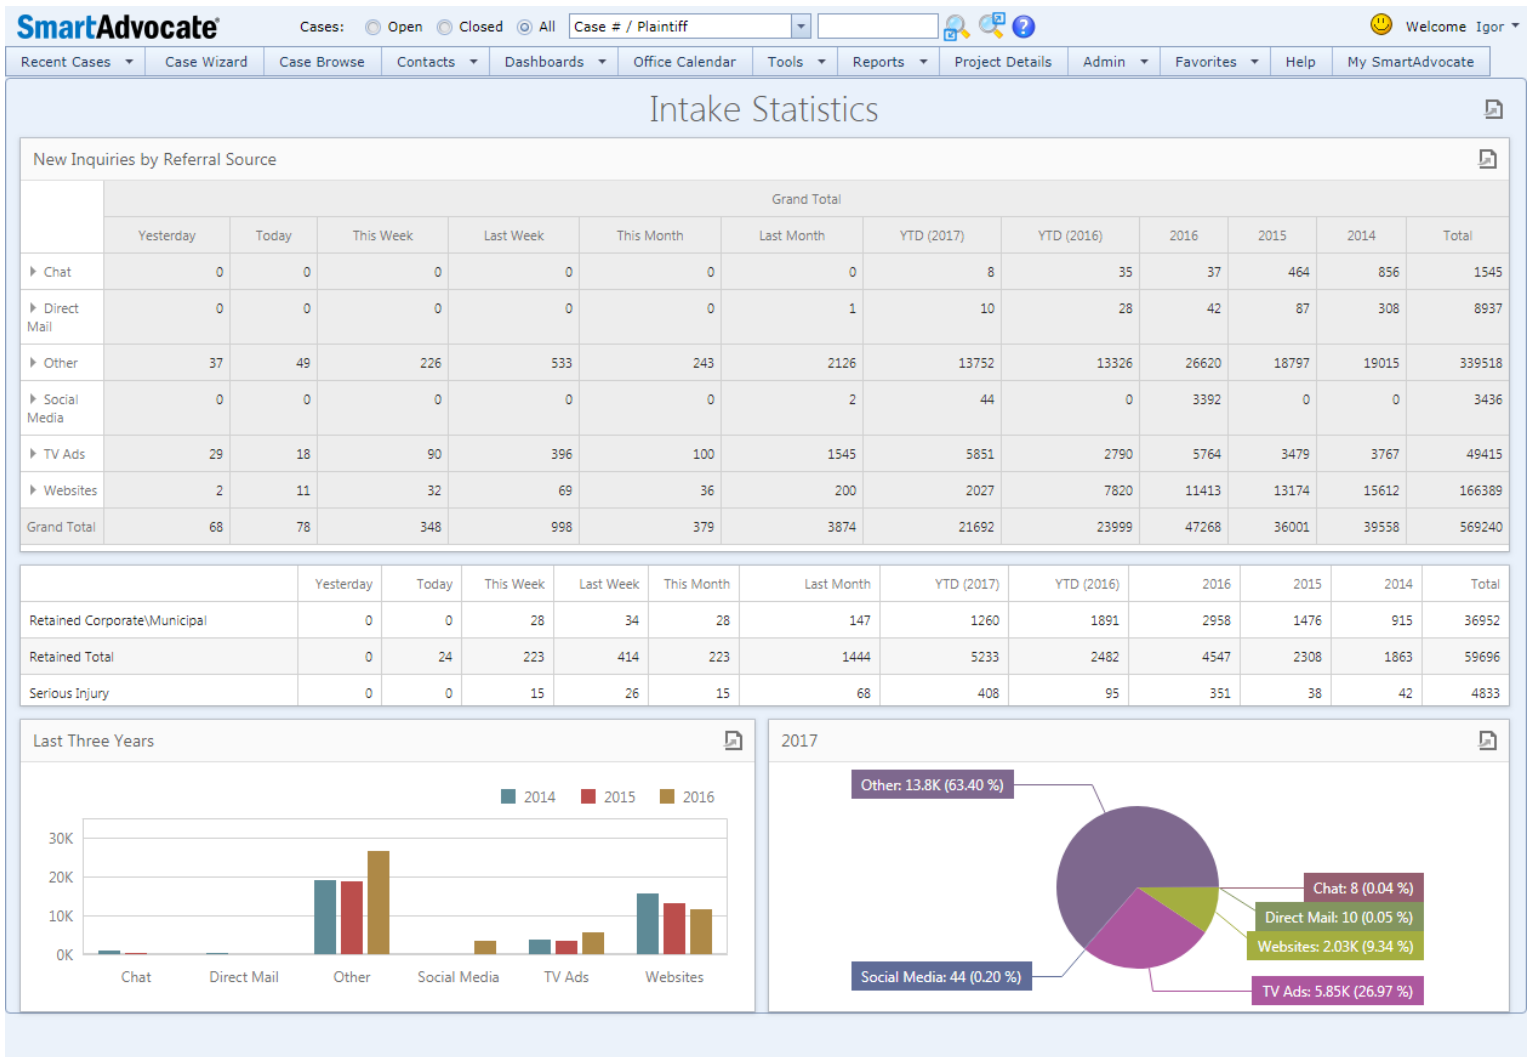 SmartAdvocate® Cases: Open Closed All Case # / Plaintiff ? Welcome Igor
Recent Cases Case Wizard Case Browse Contacts Dashboards Office Calendar Tools Reports Project Details Admin Favorites Help My SmartAdvocate
Intake Statistics
New Inquiries by Referral Source
Grand Total
Yesterday Today This Week Last Week This Month Last Month YTD (2017) YTD (2016) 2016 2015 2014 Total
Chat 0 0 0 0 0 0 8 35 37 464 856 1545
Direct 0 0 0 0 0 1 10 28 42 87 308 8937
Mail
Other 37 49 226 533 243 2126 13752 13326 26620 18797 19015 339518
Social 0 0 0 0 0 2 44 0 3392 0 0 3436
Media
TV Ads 29 18 90 396 100 1545 5851 2790 5764 3479 3767 49415
Websites 2 11 32 69 36 200 2027 7820 11413 13174 15612 166389
Grand Total 68 78 348 998 379 3874 21692 23999 47268 36001 39558 569240
Yesterday Today This Week Last Week This Month Last Month YTD (2017) YTD (2016) 2016 2015 2014 Total
Retained Corporate\Municipal 0 0 28 34 28 147 1260 1891 2958 1476 915 36952
Retained Total 0 24 223 414 223 1444 5233 2482 4547 2308 1863 59696
Serious Injury 0 0 15 26 15 68 408 95 351 38 42 4833
Last Three Years
2014 2015 2016
30K
20K
10K
0K
Chat Direct Mail Other Social Media TV Ads Websites
2017
Other: 13.8K (63.40 %)
Chat: 8 (0.04 %)
Direct Mail: 10 (0.05 %)
Websites: 2.03K (9.34 %)
Social Media: 44 (0.20 %)
TV Ads: 5.85K (26.97 %)